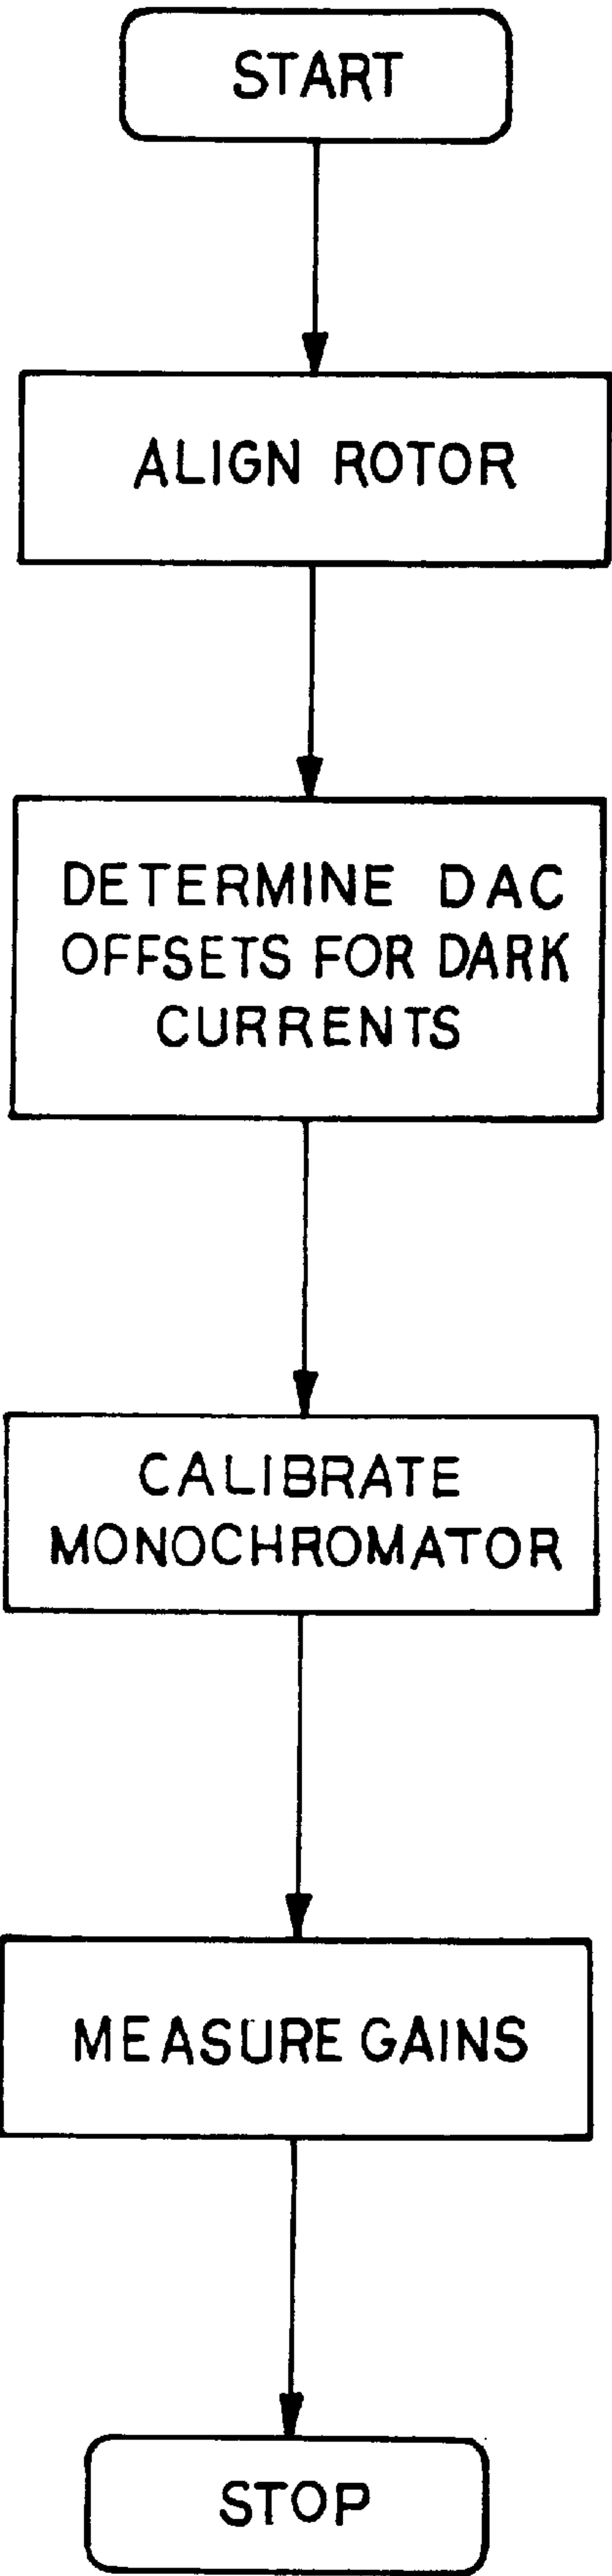 START
ALIGN ROTOR
DETERMINE DAC
OFFSETS FOR DARK
CURRENTS
CALIBRATE
MONOCHROMATOR
MEASURE GAINS
STOP